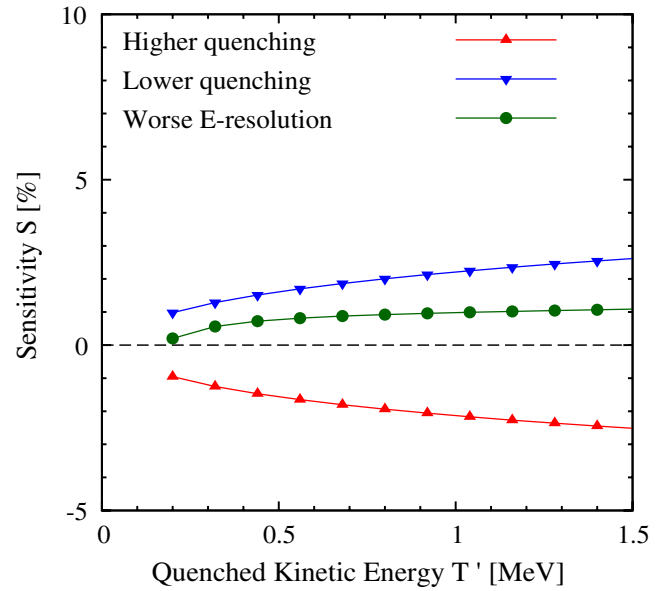 10
Higher quenching
Lower quenching
Worse E-resolution
5
Sensitivity S [%]
0
-5
0
0.5
1
1.5
Quenched Kinetic Energy T ' [MeV]